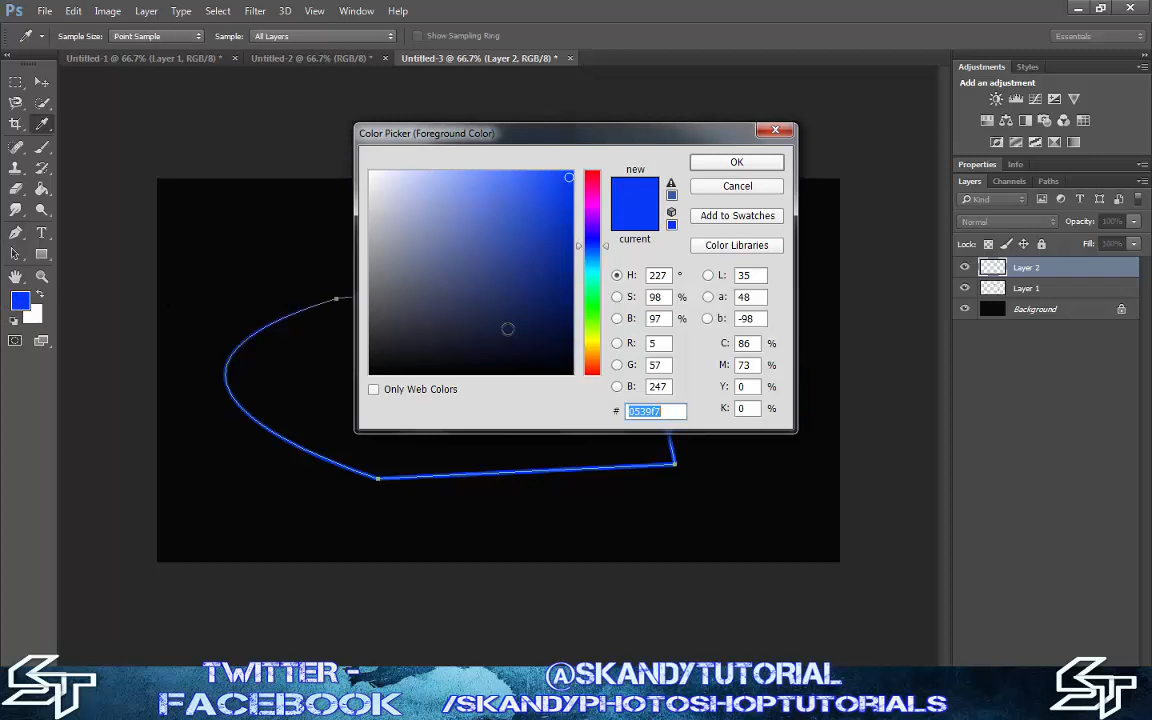 Ps File Edit Image Layer Type Select Filter 3D View Window Help
Sample Size: Point Sample Sample: All Layers Show Sampling Ring Essentials
Untitled-1 @ 66.7% (Layer 1, RGB/8) * × Untitled-2 @ 66.7% (Layer 1, RGB/8) * × Untitled-3 @ 66.7% (Layer 2, RGB/8) * ×
Adjustments Styles
Add an adjustment
Properties Info
Layers Channels Paths
Kind
Normal Opacity: 100%
Lock: Fill: 100%
Layer 2
Layer 1
Background
Color Picker (Foreground Color)
new
current
OK
Cancel
Add to Swatches
Color Libraries
H: 227 ° L: 35
S: 98 % a: 48
B: 97 % b: -98
R: 5 C: 86 %
G: 57 M: 73 %
B: 247 Y: 0 %
# 0539f7 K: 0 %
Only Web Colors
T
ST TWITTER - @SKANDYTUTORIAL ST
FACEBOOK /SKANDYPHOTOSHOPTUTORIALS